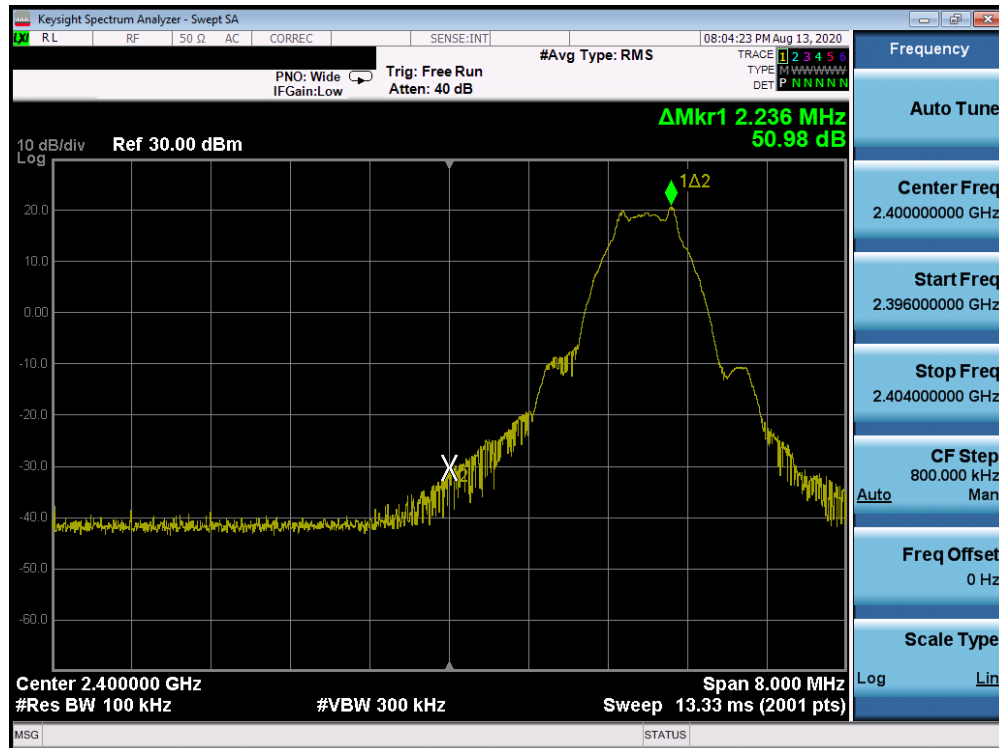 Keysight Spectrum Analyzer - Swept SA
LXI RL RF 50 Ω AC CORREC SENSE:INT 08:04:23 PM Aug 13, 2020
#Avg Type: RMS TRACE 1 2 3 4 5 6
PNO: Wide Trig: Free Run TYPE M WWWWW
IFGain:Low Atten: 40 dB DET P N N N N N
ΔMkr1 2.236 MHz
50.98 dB
10 dB/div Ref 30.00 dBm
Log
1Δ2
20.0
10.0
0.00
-10.0
-20.0
-30.0
2
-40.0
-50.0
-60.0
Center 2.400000 GHz Span 8.000 MHz
#Res BW 100 kHz #VBW 300 kHz Sweep 13.33 ms (2001 pts)
MSG STATUS
Frequency
Auto Tune
Center Freq
2.400000000 GHz
Start Freq
2.396000000 GHz
Stop Freq
2.404000000 GHz
CF Step
800.000 kHz
Auto Man
Freq Offset
0 Hz
Scale Type
Log Lin